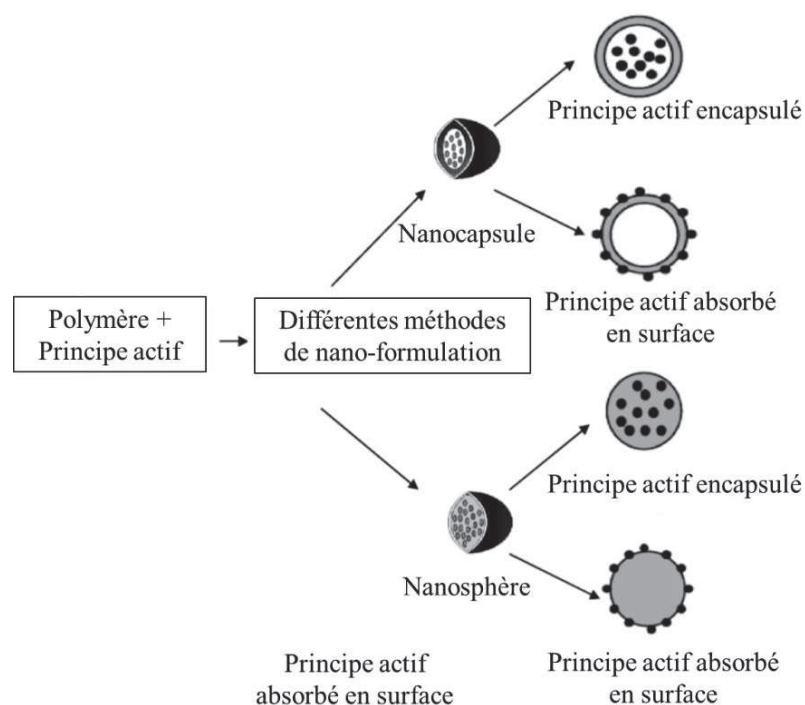 Principe actif encapsulé
Nanocapsule
Principe actif absorbé
en surface
Polymère +
Principe actif
Différentes méthodes
de nano-formulation
Principe actif encapsulé
Nanosphère
Principe actif
absorbé en surface
Principe actif absorbé
en surface